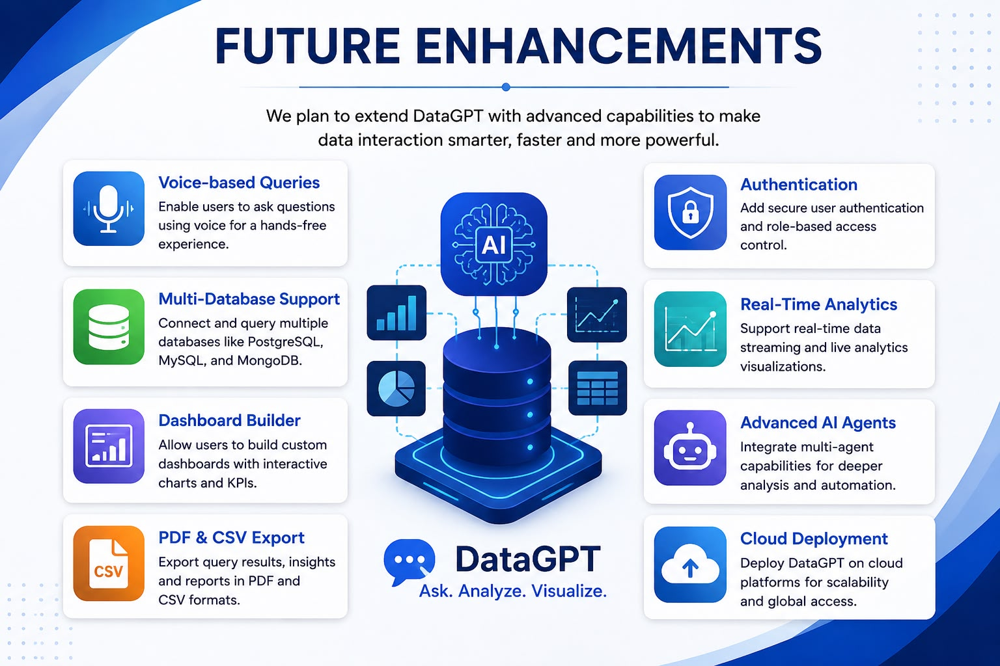 FUTURE ENHANCEMENTS
We plan to extend DataGPT with advanced capabilities to make
data interaction smarter, faster and more powerful.
Voice-based Queries
Enable users to ask questions
using voice for a hands-free
experience.
Multi-Database Support
Connect and query multiple
databases like PostgreSQL,
MySQL, and MongoDB.
Dashboard Builder
Allow users to build custom
dashboards with interactive
charts and KPIs.
CSV
PDF & CSV Export
Export query results, insights
and reports in PDF and
CSV formats.
AI
DataGPT
Ask. Analyze. Visualize.
Authentication
Add secure user authentication
and role-based access
control.
Real-Time Analytics
Support real-time data
streaming and live analytics
visualizations.
Advanced AI Agents
Integrate multi-agent
capabilities for deeper
analysis and automation.
Cloud Deployment
Deploy DataGPT on cloud
platforms for scalability
and global access.